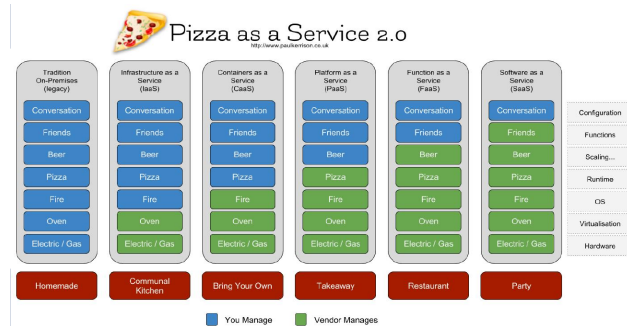 Pizza as a Service 2.0
http://www.paulkerrison.co.uk
Tradition
On-Premises
(legacy)
Conversation
Friends
Beer
Pizza
Fire
Oven
Electric / Gas
Homemade
Infrastructure as a
Service
(IaaS)
Conversation
Friends
Beer
Pizza
Fire
Oven
Electric / Gas
Communal
Kitchen
Containers as a
Service
(CaaS)
Conversation
Friends
Beer
Pizza
Fire
Oven
Electric / Gas
Bring Your Own
Platform as a
Service
(PaaS)
Conversation
Friends
Beer
Pizza
Fire
Oven
Electric / Gas
Takeaway
Function as a
Service
(FaaS)
Conversation
Friends
Beer
Pizza
Fire
Oven
Electric / Gas
Restaurant
Software as a
Service
(SaaS)
Conversation
Friends
Beer
Pizza
Fire
Oven
Electric / Gas
Party
Configuration
Functions
Scaling...
Runtime
OS
Virtualisation
Hardware
You Manage
Vendor Manages